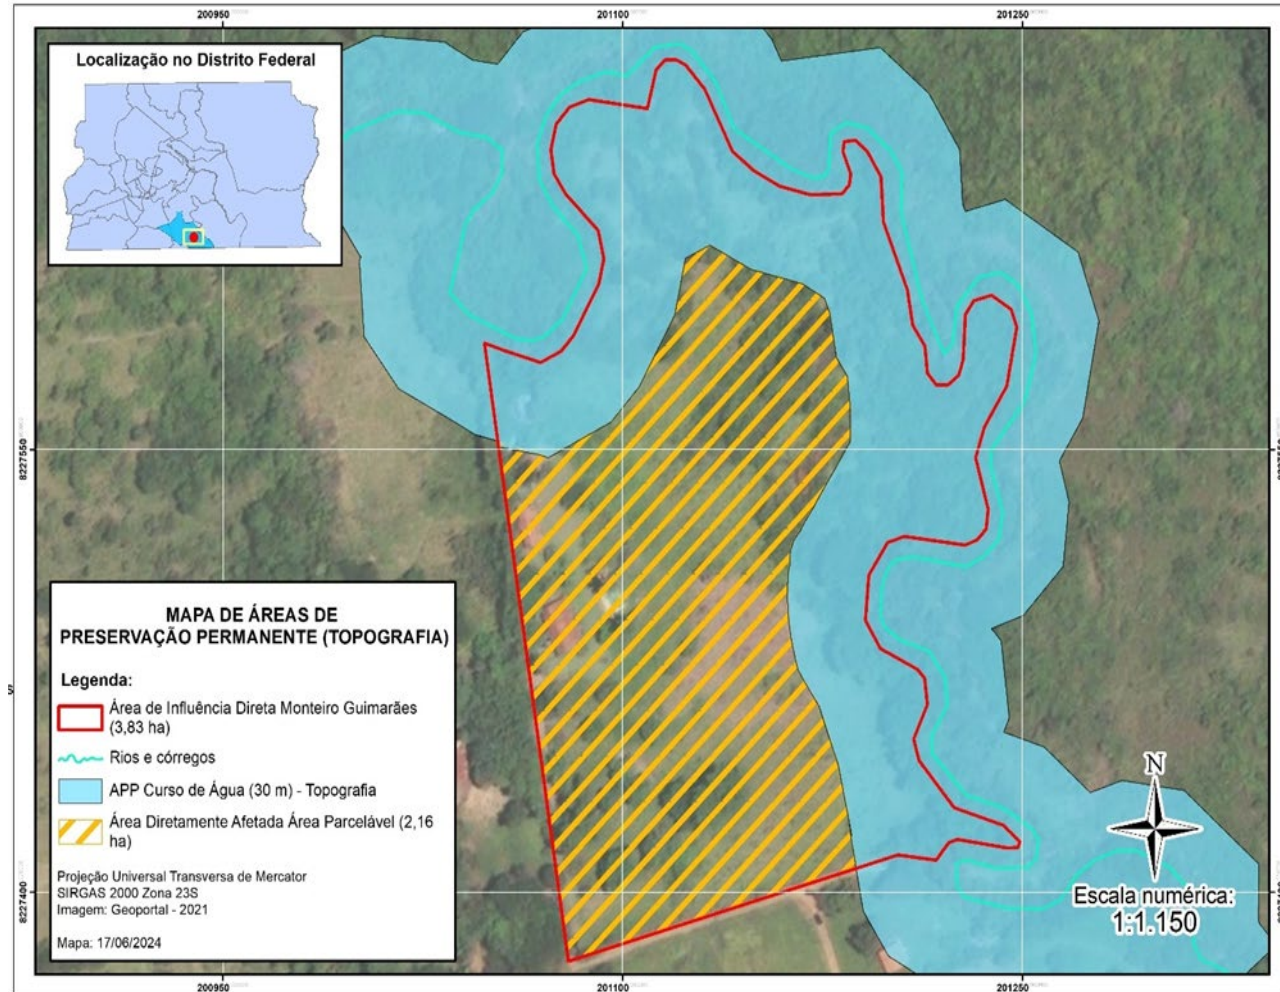 200950
201100
201250
Localização no Distrito Federal
8227550
MAPA DE ÁREAS DE
PRESERVAÇÃO PERMANENTE (TOPOGRAFIA)
Legenda:
Área de Influência Direta Monteiro Guimarães
(3,83 ha)
Rios e córregos
APP Curso de Água (30 m) - Topografia
Área Diretamente Afetada Área Parcelável (2,16
ha)
Projeção Universal Transversa de Mercator
SIRGAS 2000 Zona 23S
Imagem: Geoportal - 2021
Mapa: 17/06/2024
8227400
N
Escala numérica:
1:1.150
200950
201100
201250